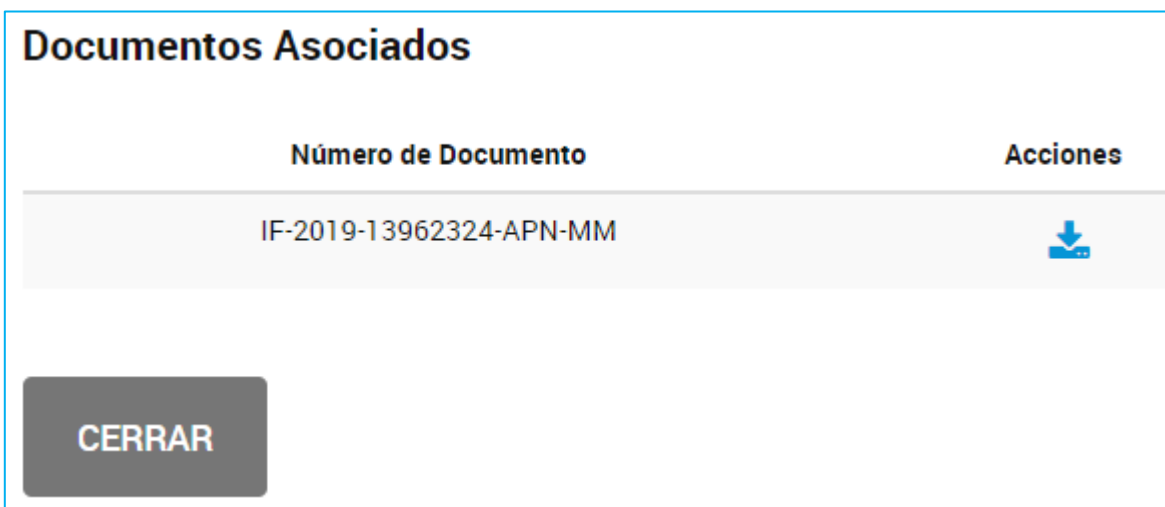 Documentos Asociados
Número de Documento Acciones
IF-2019-13962324-APN-MM
CERRAR